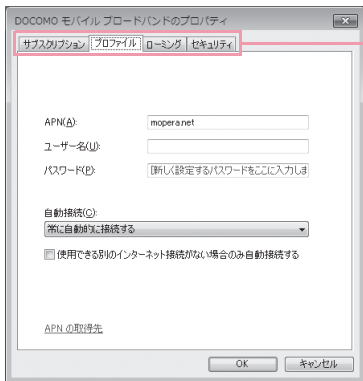 DOCOMO モバイル ブロードバンドのプロパティ
サブスクリプション プロファイル ローミング セキュリティ
APN(A): mopera.net
ユーザー名(U):
パスワード(P): [新しく設定するパスワードをここに入力しま
自動接続(C):
常に自動的に接続する
使用できる別のインターネット接続がない場合のみ自動接続する
APN の取得先
OK キャンセル